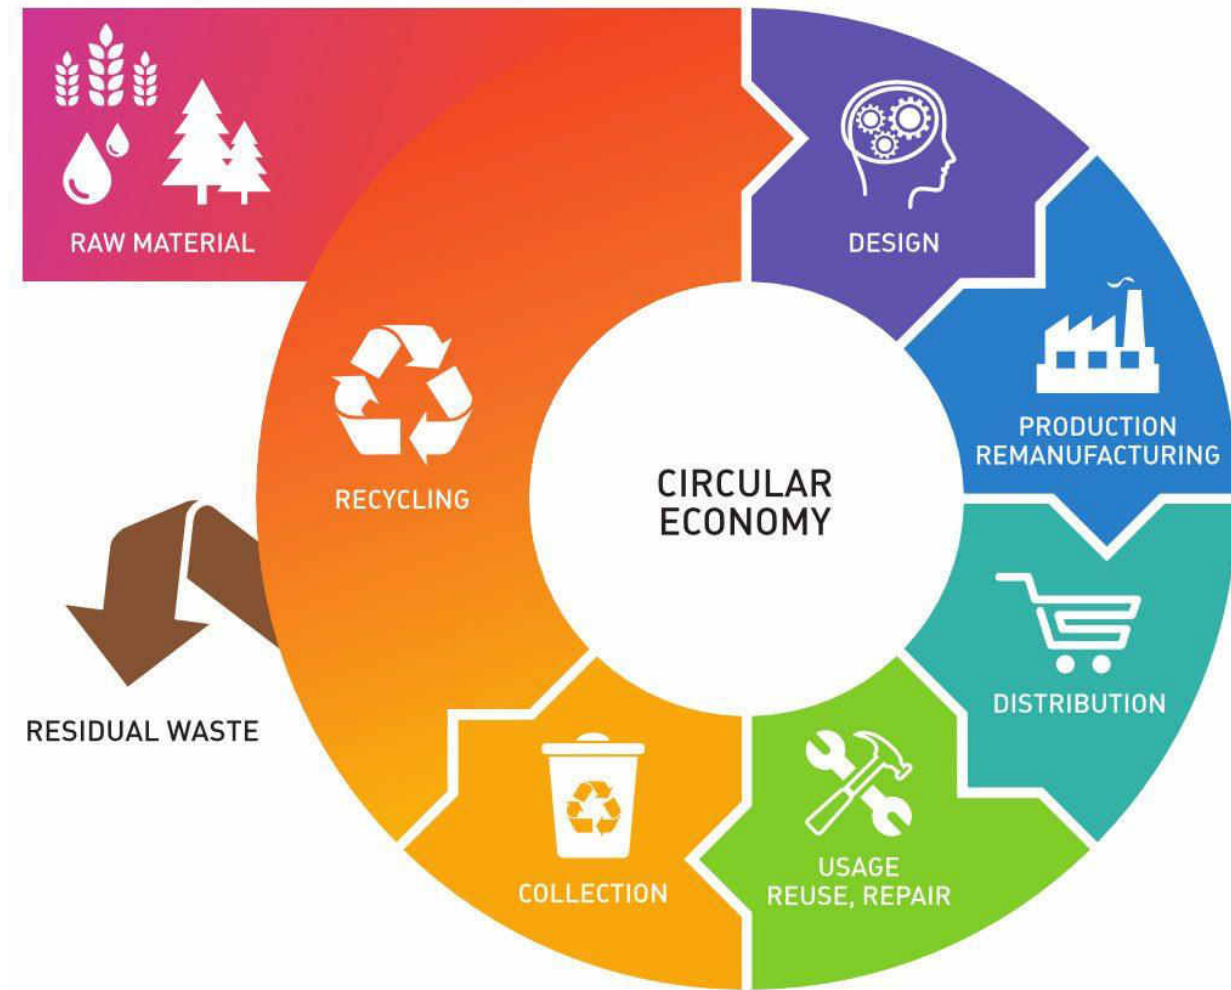 RAW MATERIAL
DESIGN
PRODUCTION
REMANUFACTURING
DISTRIBUTION
USAGE
REUSE, REPAIR
COLLECTION
RECYCLING
RESIDUAL WASTE
CIRCULAR
ECONOMY